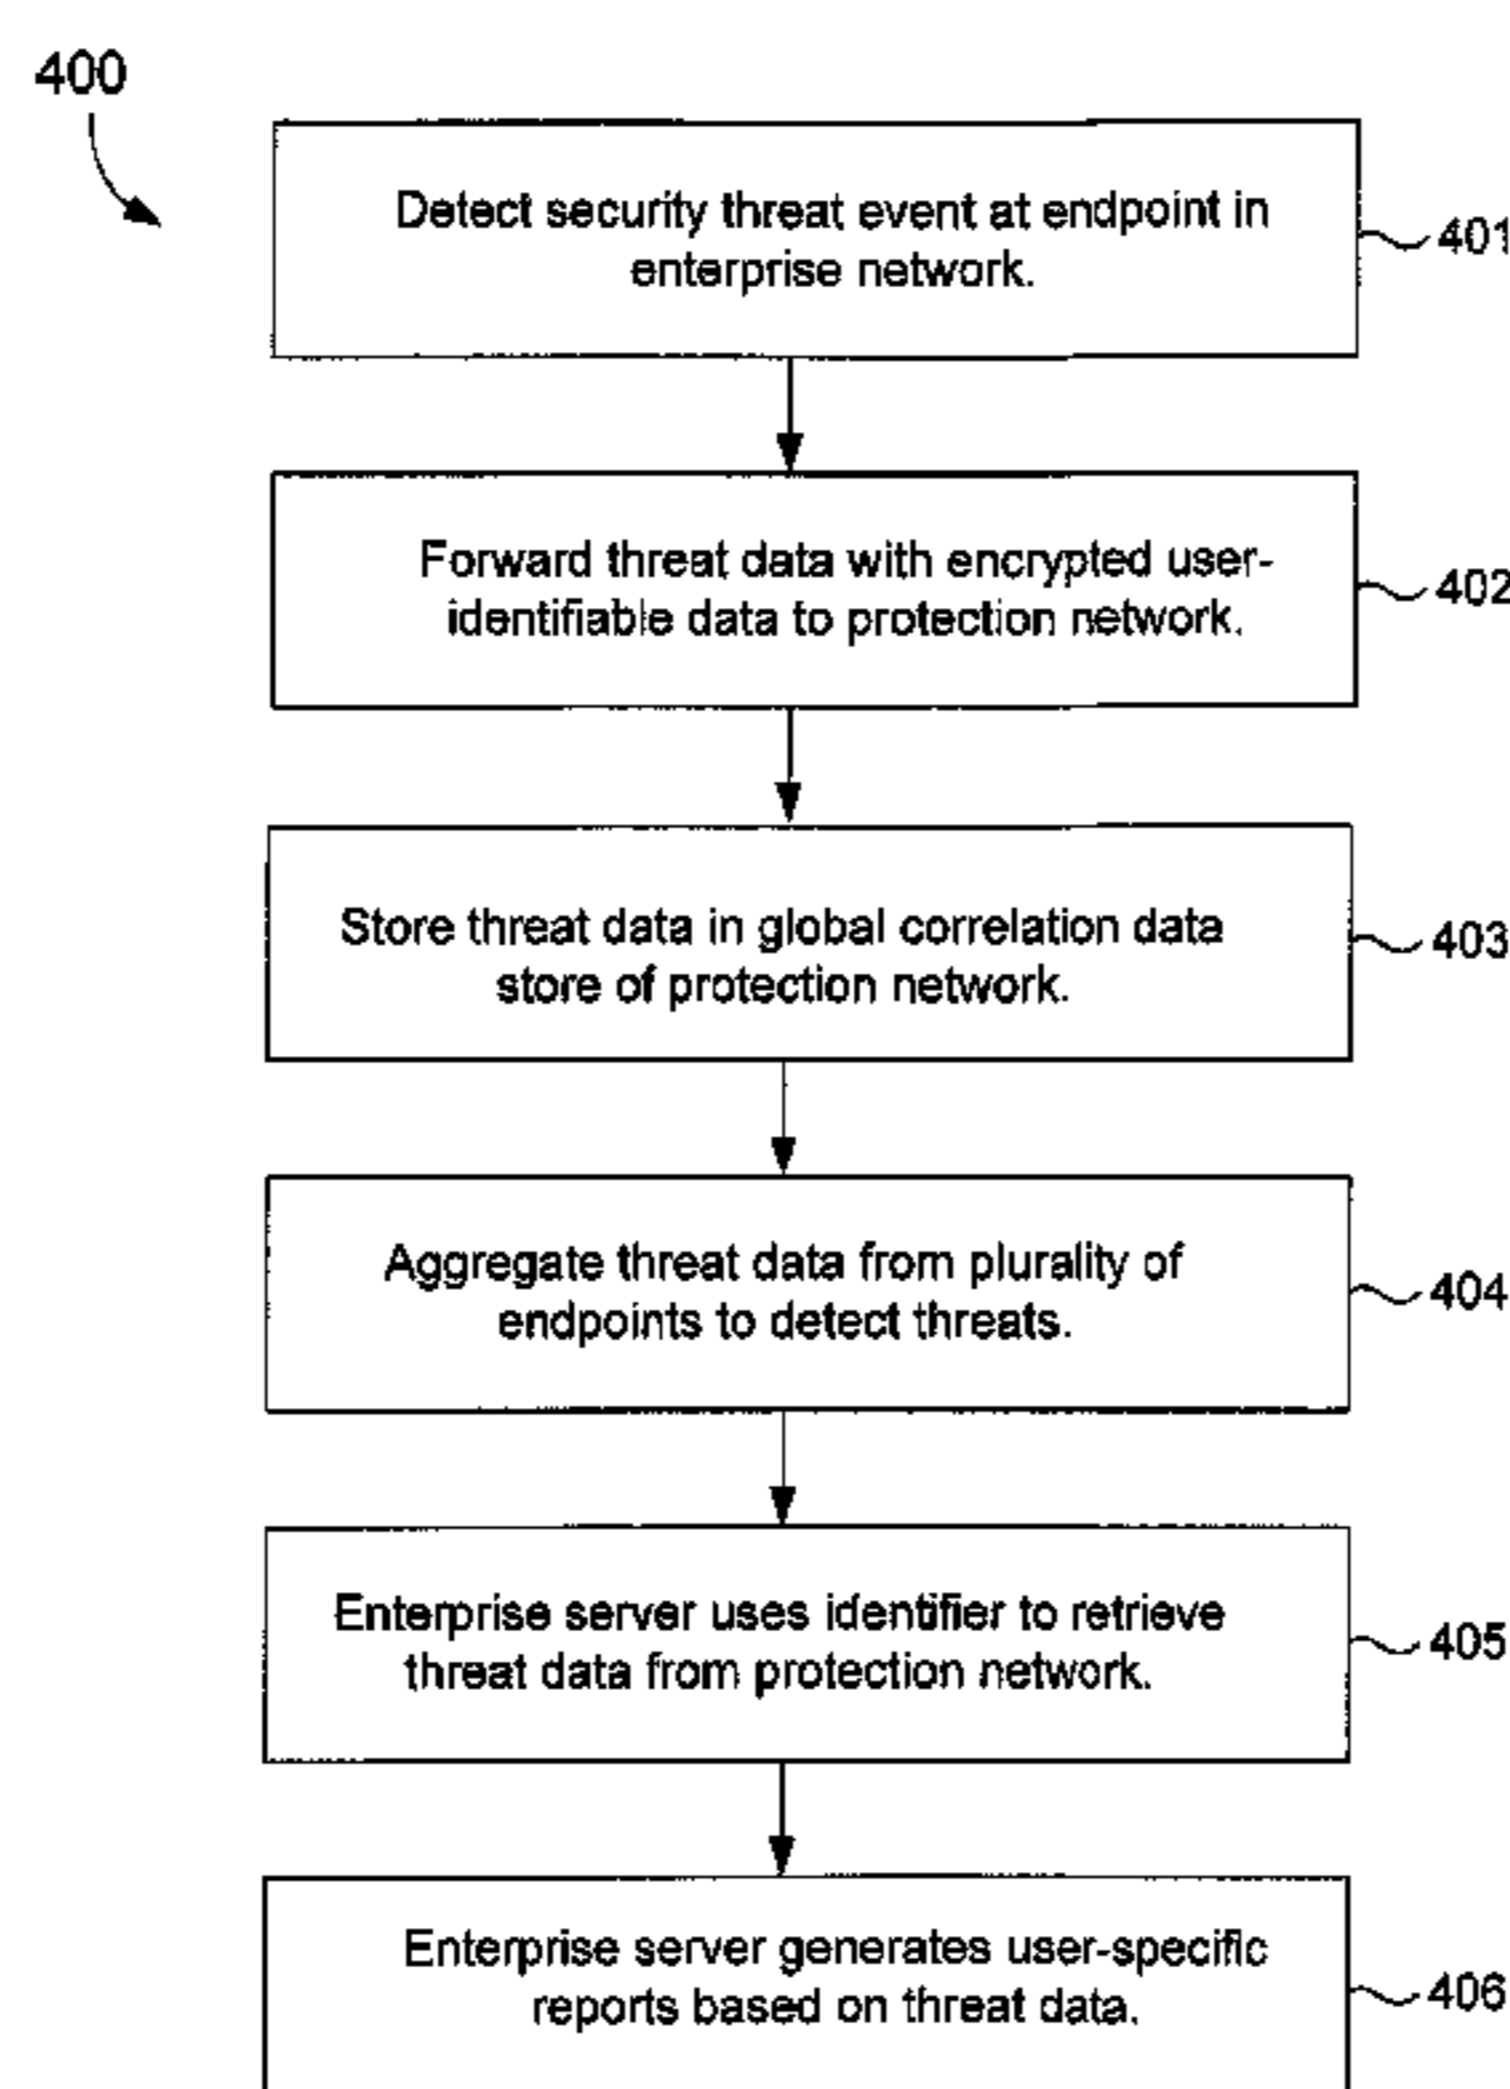 400
Detect security threat event at endpoint in
enterprise network.
401
Forward threat data with encrypted user-
identifiable data to protection network.
402
Store threat data in global correlation data
store of protection network.
403
Aggregate threat data from plurality of
endpoints to detect threats.
404
Enterprise server uses identifier to retrieve
threat data from protection network.
405
Enterprise server generates user-specific
reports based on threat data.
406